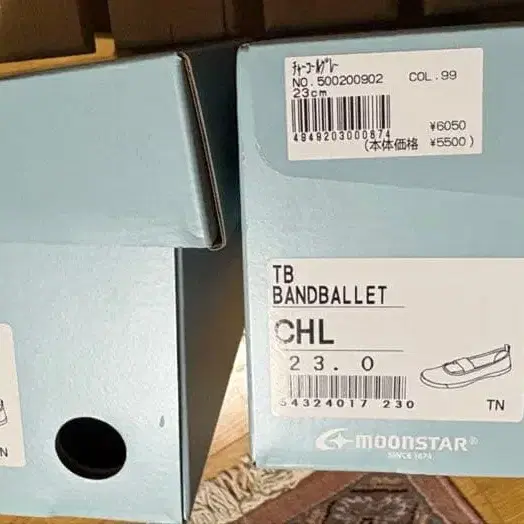 ﾁｬｰｺｰﾙｸﾞﾚｰ
NO.500200902 COL.99
23cm
4949203000874
¥6050
(本体価格 ¥5500)
TB
BANDBALLET
CHL
23.0
54324017 230
TN
MOONSTAR®
SINCE 1873
N